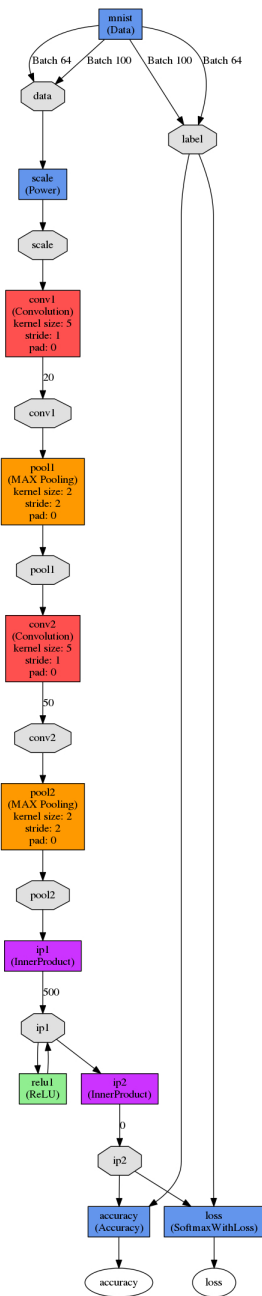 mnist
(Data)
Batch 64
Batch 100
Batch 100
Batch 64
data
label
scale
(Power)
scale
conv1
(Convolution)
kernel size: 5
stride: 1
pad: 0
20
conv1
pool1
(MAX Pooling)
kernel size: 2
stride: 2
pad: 0
pool1
conv2
(Convolution)
kernel size: 5
stride: 1
pad: 0
50
conv2
pool2
(MAX Pooling)
kernel size: 2
stride: 2
pad: 0
pool2
ip1
(InnerProduct)
500
ip1
relu1
(ReLU)
ip2
(InnerProduct)
0
ip2
accuracy
(Accuracy)
loss
(SoftmaxWithLoss)
accuracy
loss